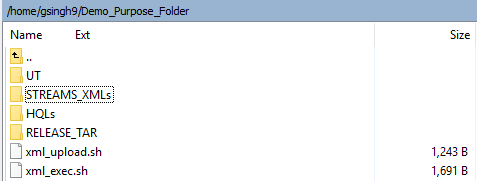 /home/gsingh9/Demo_Purpose_Folder
Name Ext Size
..
UT
STREAMS_XMLs
HQLs
RELEASE_TAR
xml_upload.sh 1,243 B
xml_exec.sh 1,691 B